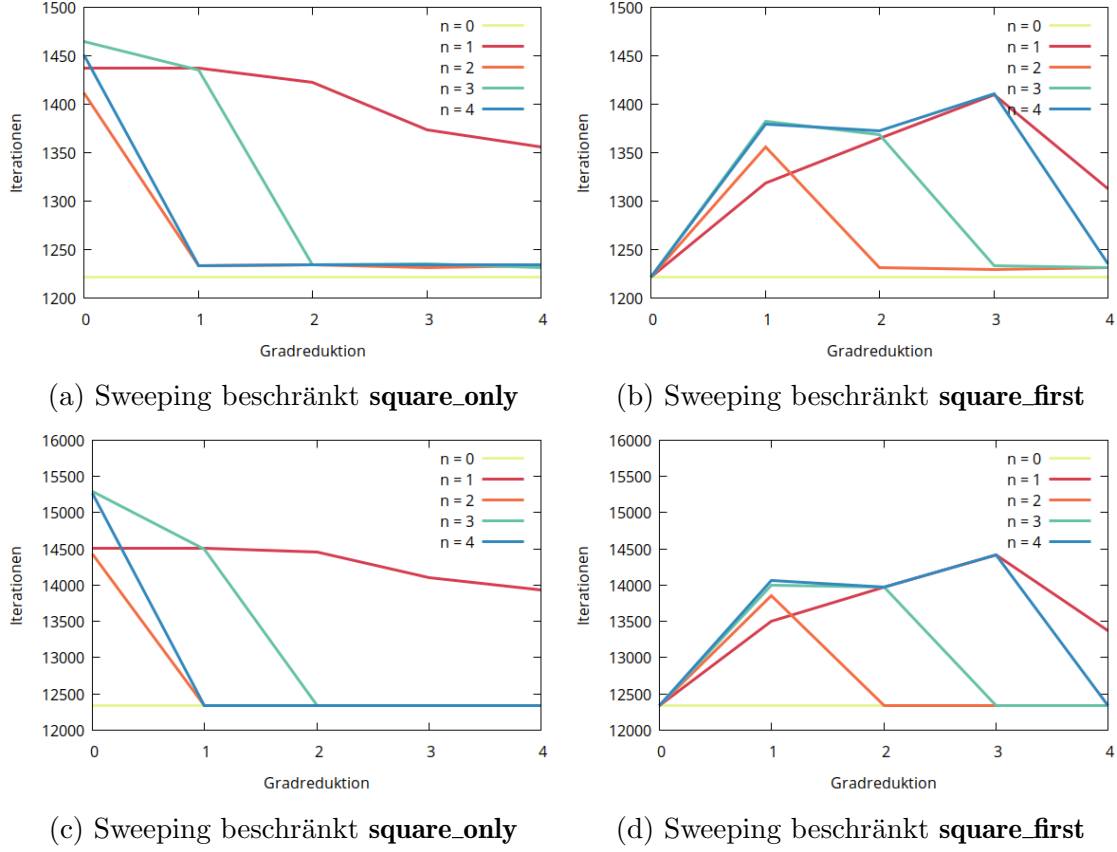 1500
1450
1400
1350
1300
1250
1200
0 1 2 3 4
Iterationen
Gradreduktion
n = 0
n = 1
n = 2
n = 3
n = 4
(a) Sweeping beschränkt square_only
1500
1450
1400
1350
1300
1250
1200
0 1 2 3 4
Iterationen
Gradreduktion
n = 0
n = 1
n = 2
n = 3
n = 4
(b) Sweeping beschränkt square_first
16000
15500
15000
14500
14000
13500
13000
12500
12000
0 1 2 3 4
Iterationen
Gradreduktion
n = 0
n = 1
n = 2
n = 3
n = 4
(c) Sweeping beschränkt square_only
16000
15500
15000
14500
14000
13500
13000
12500
12000
0 1 2 3 4
Iterationen
Gradreduktion
n = 0
n = 1
n = 2
n = 3
n = 4
(d) Sweeping beschränkt square_first